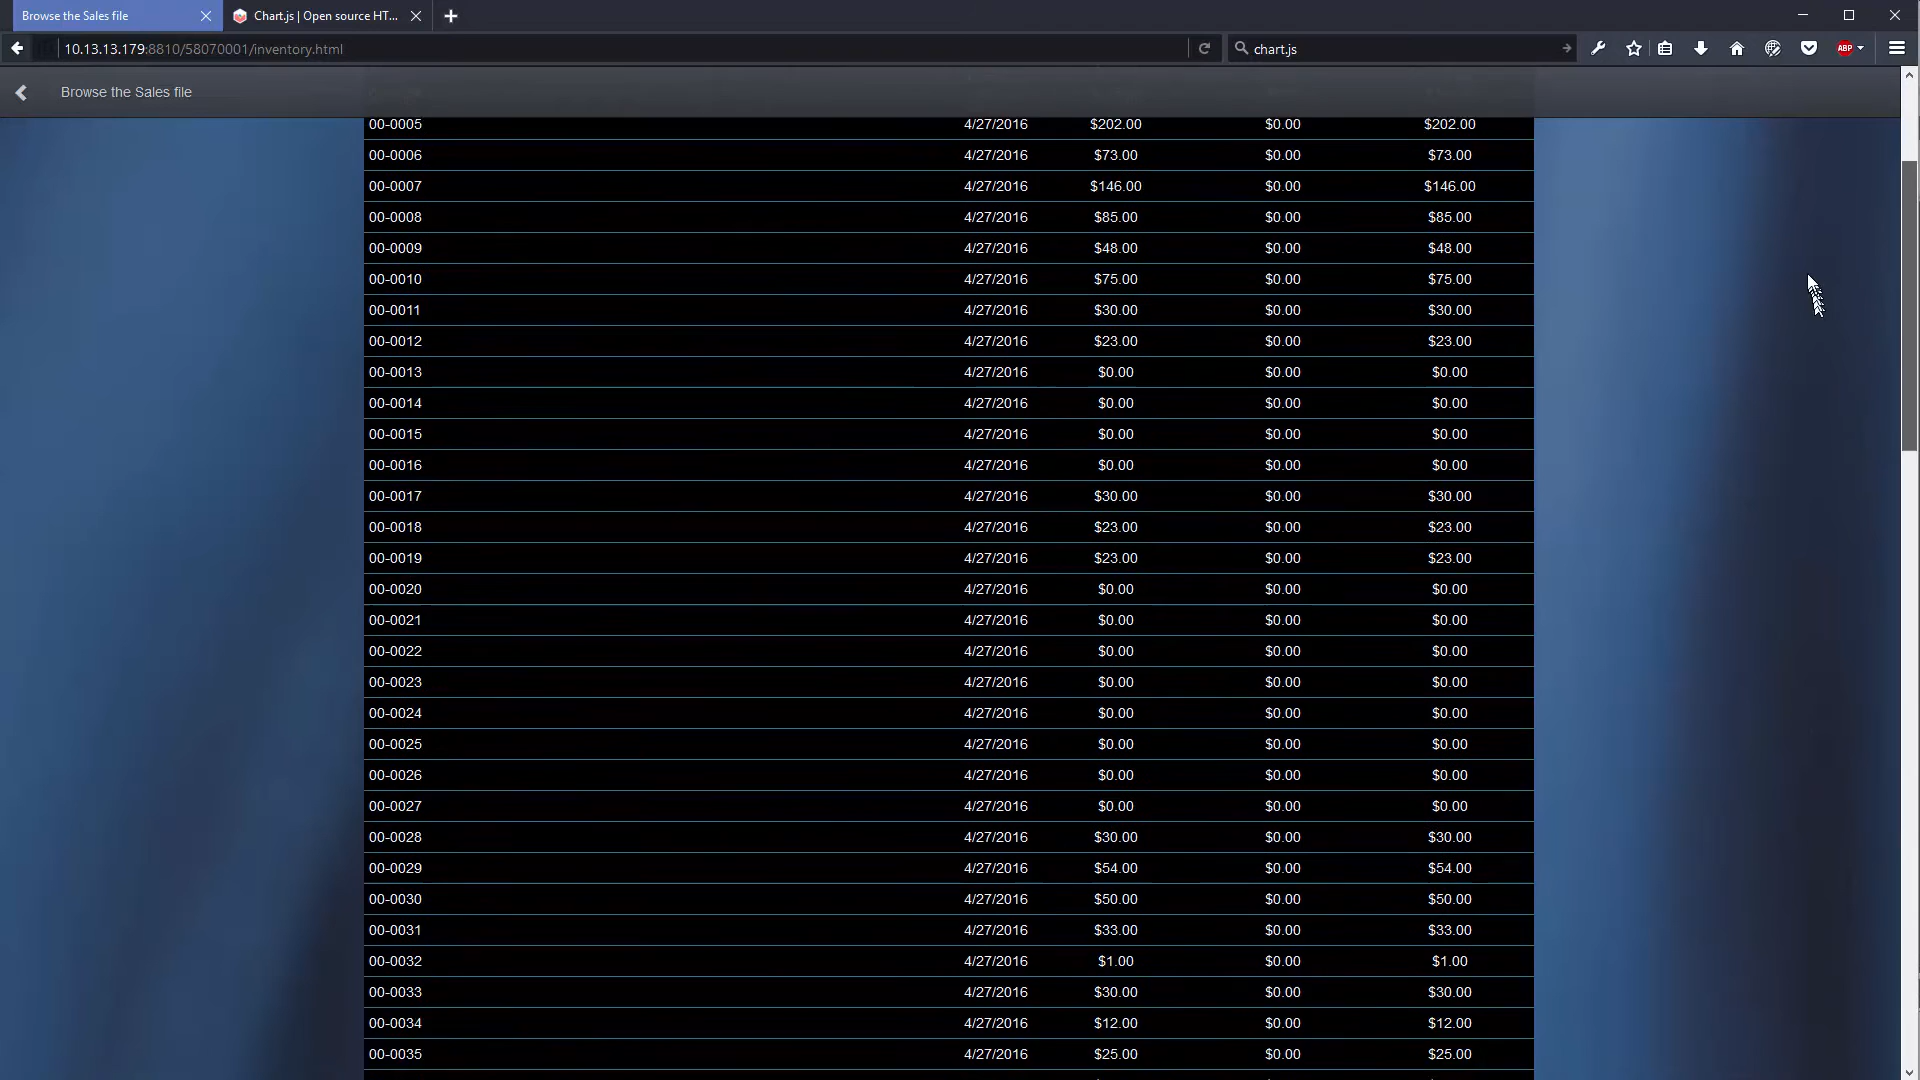 Browse the Sales file
Chart.js | Open source HT...
10.13.13.179:8810/58070001/inventory.html
chart.js
ABP
Browse the Sales file
00-0005 4/27/2016 $202.00 $0.00 $202.00
00-0006 4/27/2016 $73.00 $0.00 $73.00
00-0007 4/27/2016 $146.00 $0.00 $146.00
00-0008 4/27/2016 $85.00 $0.00 $85.00
00-0009 4/27/2016 $48.00 $0.00 $48.00
00-0010 4/27/2016 $75.00 $0.00 $75.00
00-0011 4/27/2016 $30.00 $0.00 $30.00
00-0012 4/27/2016 $23.00 $0.00 $23.00
00-0013 4/27/2016 $0.00 $0.00 $0.00
00-0014 4/27/2016 $0.00 $0.00 $0.00
00-0015 4/27/2016 $0.00 $0.00 $0.00
00-0016 4/27/2016 $0.00 $0.00 $0.00
00-0017 4/27/2016 $30.00 $0.00 $30.00
00-0018 4/27/2016 $23.00 $0.00 $23.00
00-0019 4/27/2016 $23.00 $0.00 $23.00
00-0020 4/27/2016 $0.00 $0.00 $0.00
00-0021 4/27/2016 $0.00 $0.00 $0.00
00-0022 4/27/2016 $0.00 $0.00 $0.00
00-0023 4/27/2016 $0.00 $0.00 $0.00
00-0024 4/27/2016 $0.00 $0.00 $0.00
00-0025 4/27/2016 $0.00 $0.00 $0.00
00-0026 4/27/2016 $0.00 $0.00 $0.00
00-0027 4/27/2016 $0.00 $0.00 $0.00
00-0028 4/27/2016 $30.00 $0.00 $30.00
00-0029 4/27/2016 $54.00 $0.00 $54.00
00-0030 4/27/2016 $50.00 $0.00 $50.00
00-0031 4/27/2016 $33.00 $0.00 $33.00
00-0032 4/27/2016 $1.00 $0.00 $1.00
00-0033 4/27/2016 $30.00 $0.00 $30.00
00-0034 4/27/2016 $12.00 $0.00 $12.00
00-0035 4/27/2016 $25.00 $0.00 $25.00